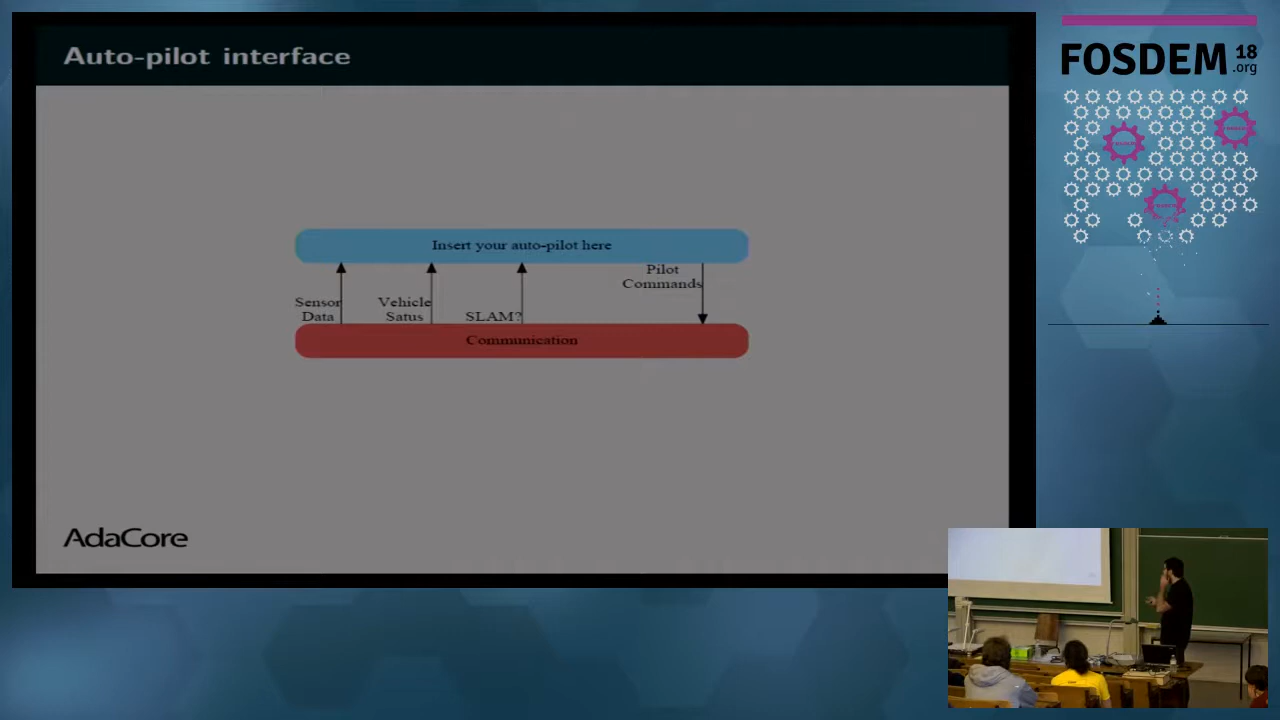 Auto-pilot interface
FOSDEM 18
.org
Insert your auto-pilot here
Sensor
Data
Vehicle
Satus
SLAM?
Pilot
Commands
Communication
AdaCore